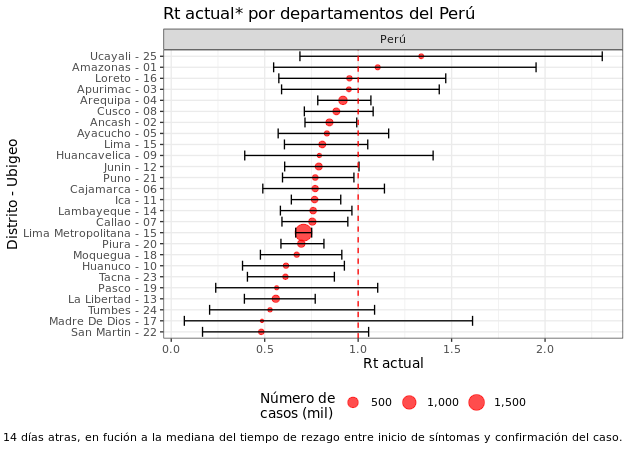 Rt actual* por departamentos del Perú
Perú
Distrito - Ubigeo
Ucayali - 25
Amazonas - 01
Loreto - 16
Apurimac - 03
Arequipa - 04
Cusco - 08
Ancash - 02
Ayacucho - 05
Lima - 15
Huancavelica - 09
Junin - 12
Puno - 21
Cajamarca - 06
Ica - 11
Lambayeque - 14
Callao - 07
Lima Metropolitana - 15
Piura - 20
Moquegua - 18
Huanuco - 10
Tacna - 23
Pasco - 19
La Libertad - 13
Tumbes - 24
Madre De Dios - 17
San Martin - 22
0.0 0.5 1.0 1.5 2.0
Rt actual
Número de
casos (mil)
500 1,000 1,500
14 días atras, en fución a la mediana del tiempo de rezago entre inicio de síntomas y confirmación del caso.